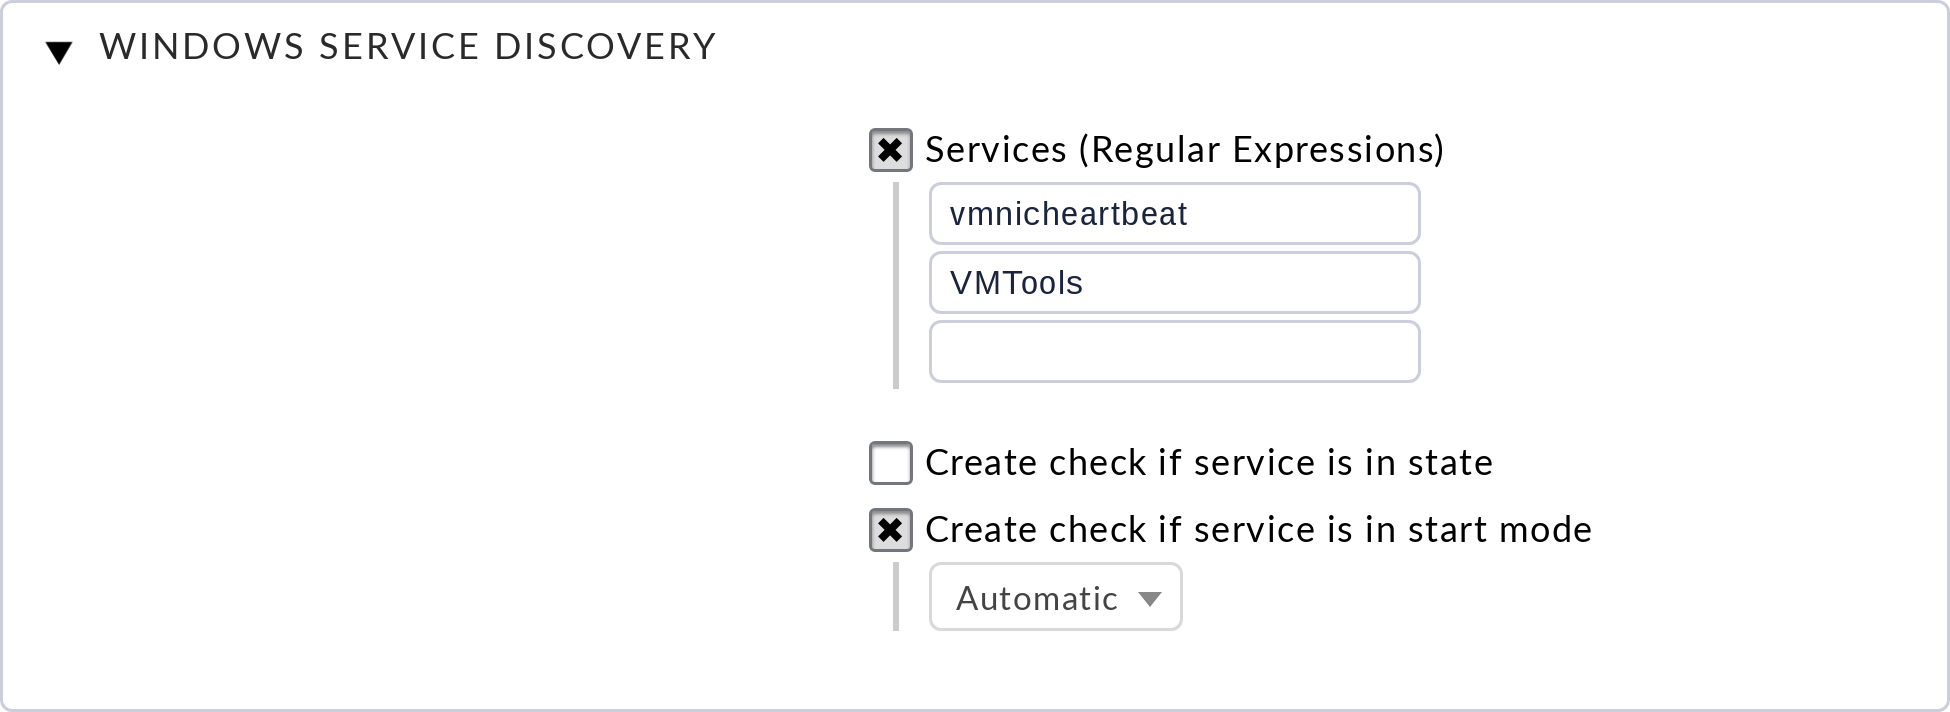 WINDOWS SERVICE DISCOVERY
Services (Regular Expressions)
vmnicheartbeat
VMTools
Create check if service is in state
Create check if service is in start mode
Automatic